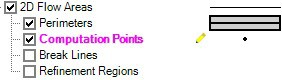 2D Flow Areas
Perimeters
Computation Points
Break Lines
Refinement Regions